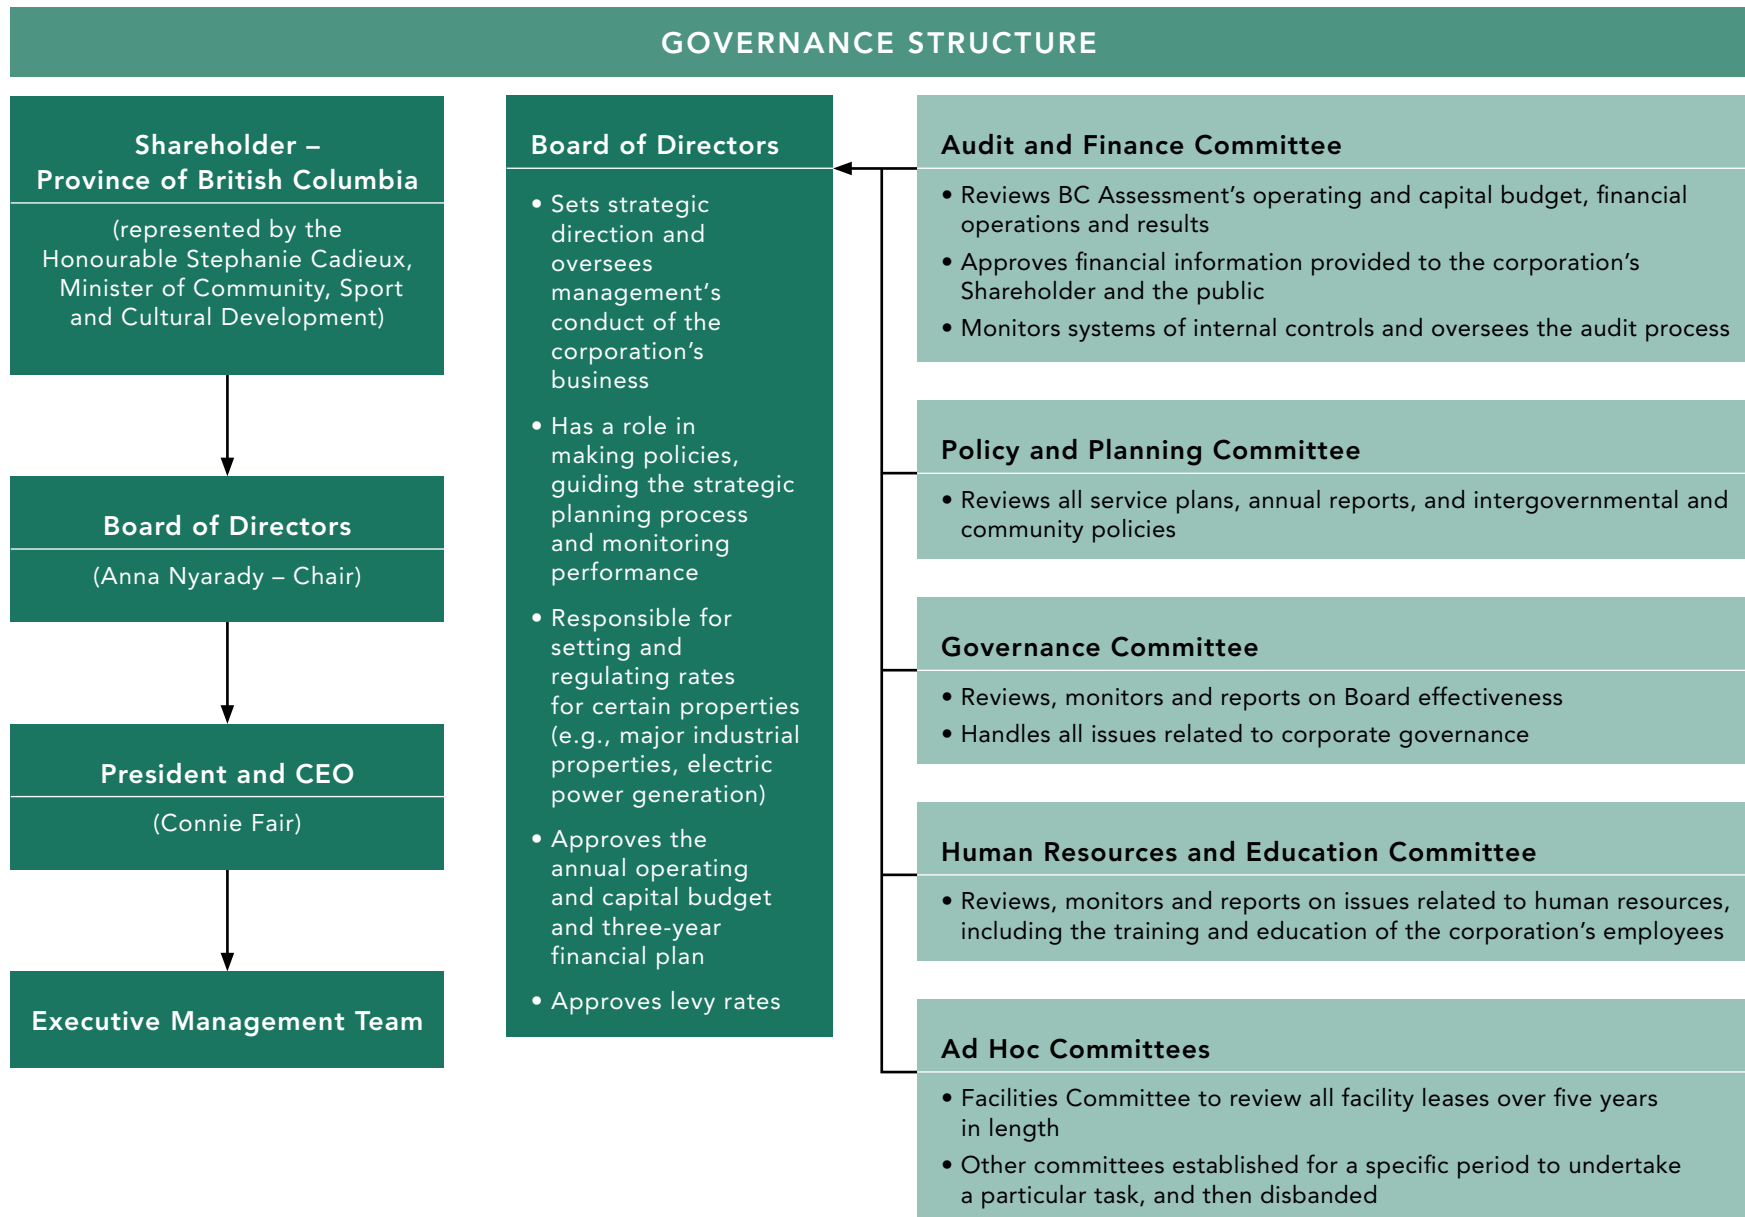 GOVERNANCE STRUCTURE
Shareholder –
Province of British Columbia
(represented by the
Honourable Stephanie Cadieux,
Minister of Community, Sport
and Cultural Development)
Board of Directors
(Anna Nyarady – Chair)
President and CEO
(Connie Fair)
Executive Management Team
Board of Directors
• Sets strategic
direction and
oversees
management‘s
conduct of the
corporation’s
business
• Has a role in
making policies,
guiding the strategic
planning process
and monitoring
performance
• Responsible for
setting and
regulating rates
for certain properties
(e.g., major industrial
properties, electric
power generation)
• Approves the
annual operating
and capital budget
and three-year
financial plan
• Approves levy rates
Audit and Finance Committee
• Reviews BC Assessment’s operating and capital budget, financial
operations and results
• Approves financial information provided to the corporation’s
Shareholder and the public
• Monitors systems of internal controls and oversees the audit process
Policy and Planning Committee
• Reviews all service plans, annual reports, and intergovernmental and
community policies
Governance Committee
• Reviews, monitors and reports on Board effectiveness
• Handles all issues related to corporate governance
Human Resources and Education Committee
• Reviews, monitors and reports on issues related to human resources,
including the training and education of the corporation’s employees
Ad Hoc Committees
• Facilities Committee to review all facility leases over five years
in length
• Other committees established for a specific period to undertake
a particular task, and then disbanded